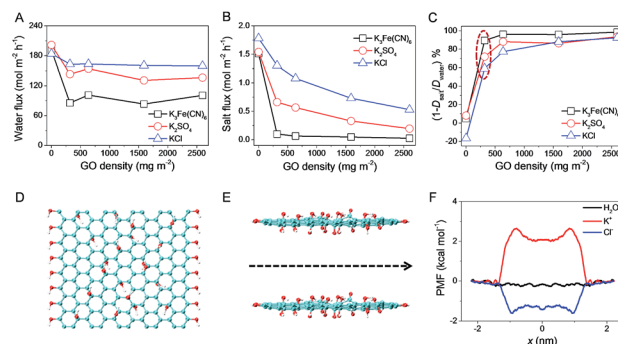 A
Water flux (mol m⁻² h⁻¹)
240
180
120
60
0
K₃Fe(CN)₆
K₂SO₄
KCl
0 500 1000 1500 2000 2500
GO density (mg m⁻²)
B
Salt flux (mol m⁻² h⁻¹)
2.0
1.5
1.0
0.5
0.0
K₃Fe(CN)₆
K₂SO₄
KCl
0 500 1000 1500 2000 2500
GO density (mg m⁻²)
C
(1-D_salt/D_water) %
100
80
60
40
20
0
-20
K₃Fe(CN)₆
K₂SO₄
KCl
0 500 1000 1500 2000 2500
GO density (mg m⁻²)
D
E
F
PMF (kcal mol⁻¹)
4
2
0
-2
H₂O
K⁺
Cl⁻
-2 -1 0 1 2
x (nm)